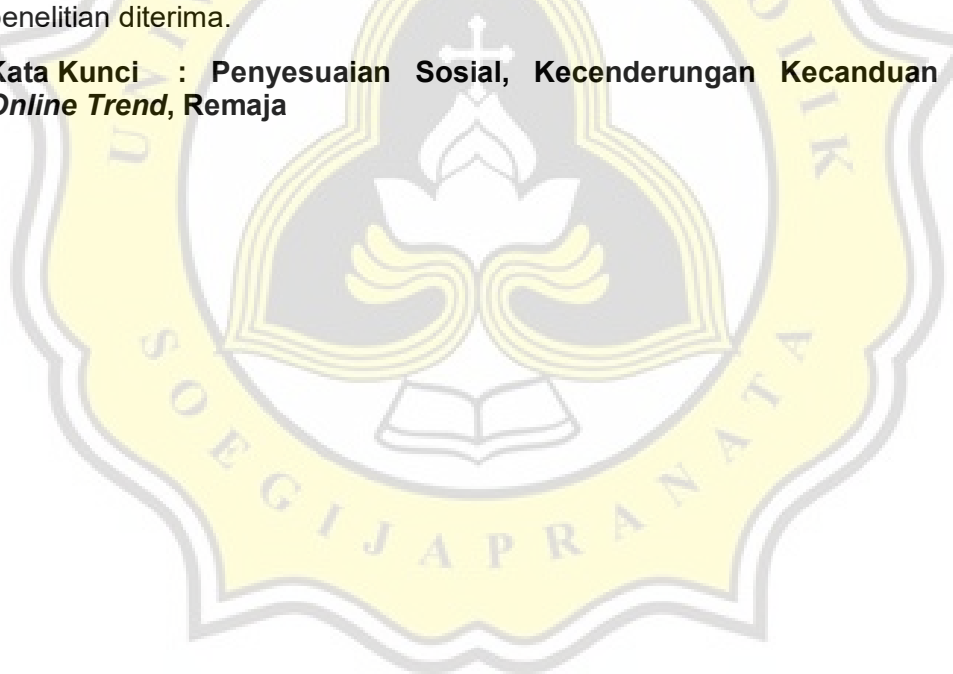 penelitian diterima.
Kata Kunci : Penyesuaian Sosial, Kecenderungan Kecanduan
Online Trend, Remaja
SOEGIJAPRANATA